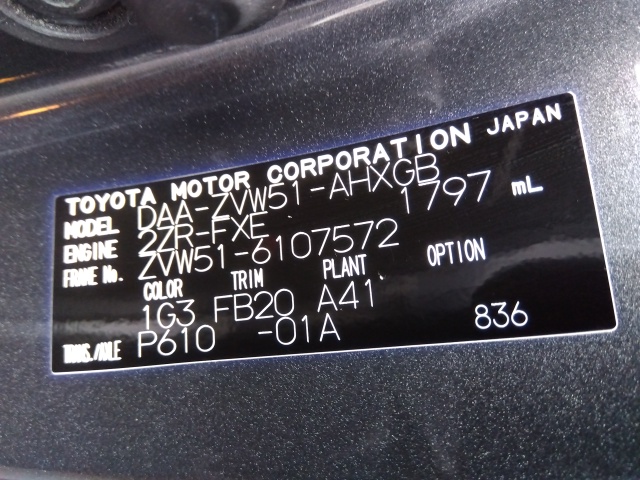 TOYOTA MOTOR CORPORATION JAPAN
MODEL DAA-ZVW51-AHXGB
ENGINE 2ZR-FXE 1797 mL
FRAME No. ZVW51-6107572
COLOR TRIM PLANT OPTION
1G3 FB20 A41
TRANS./AXLE P610 -01A 836